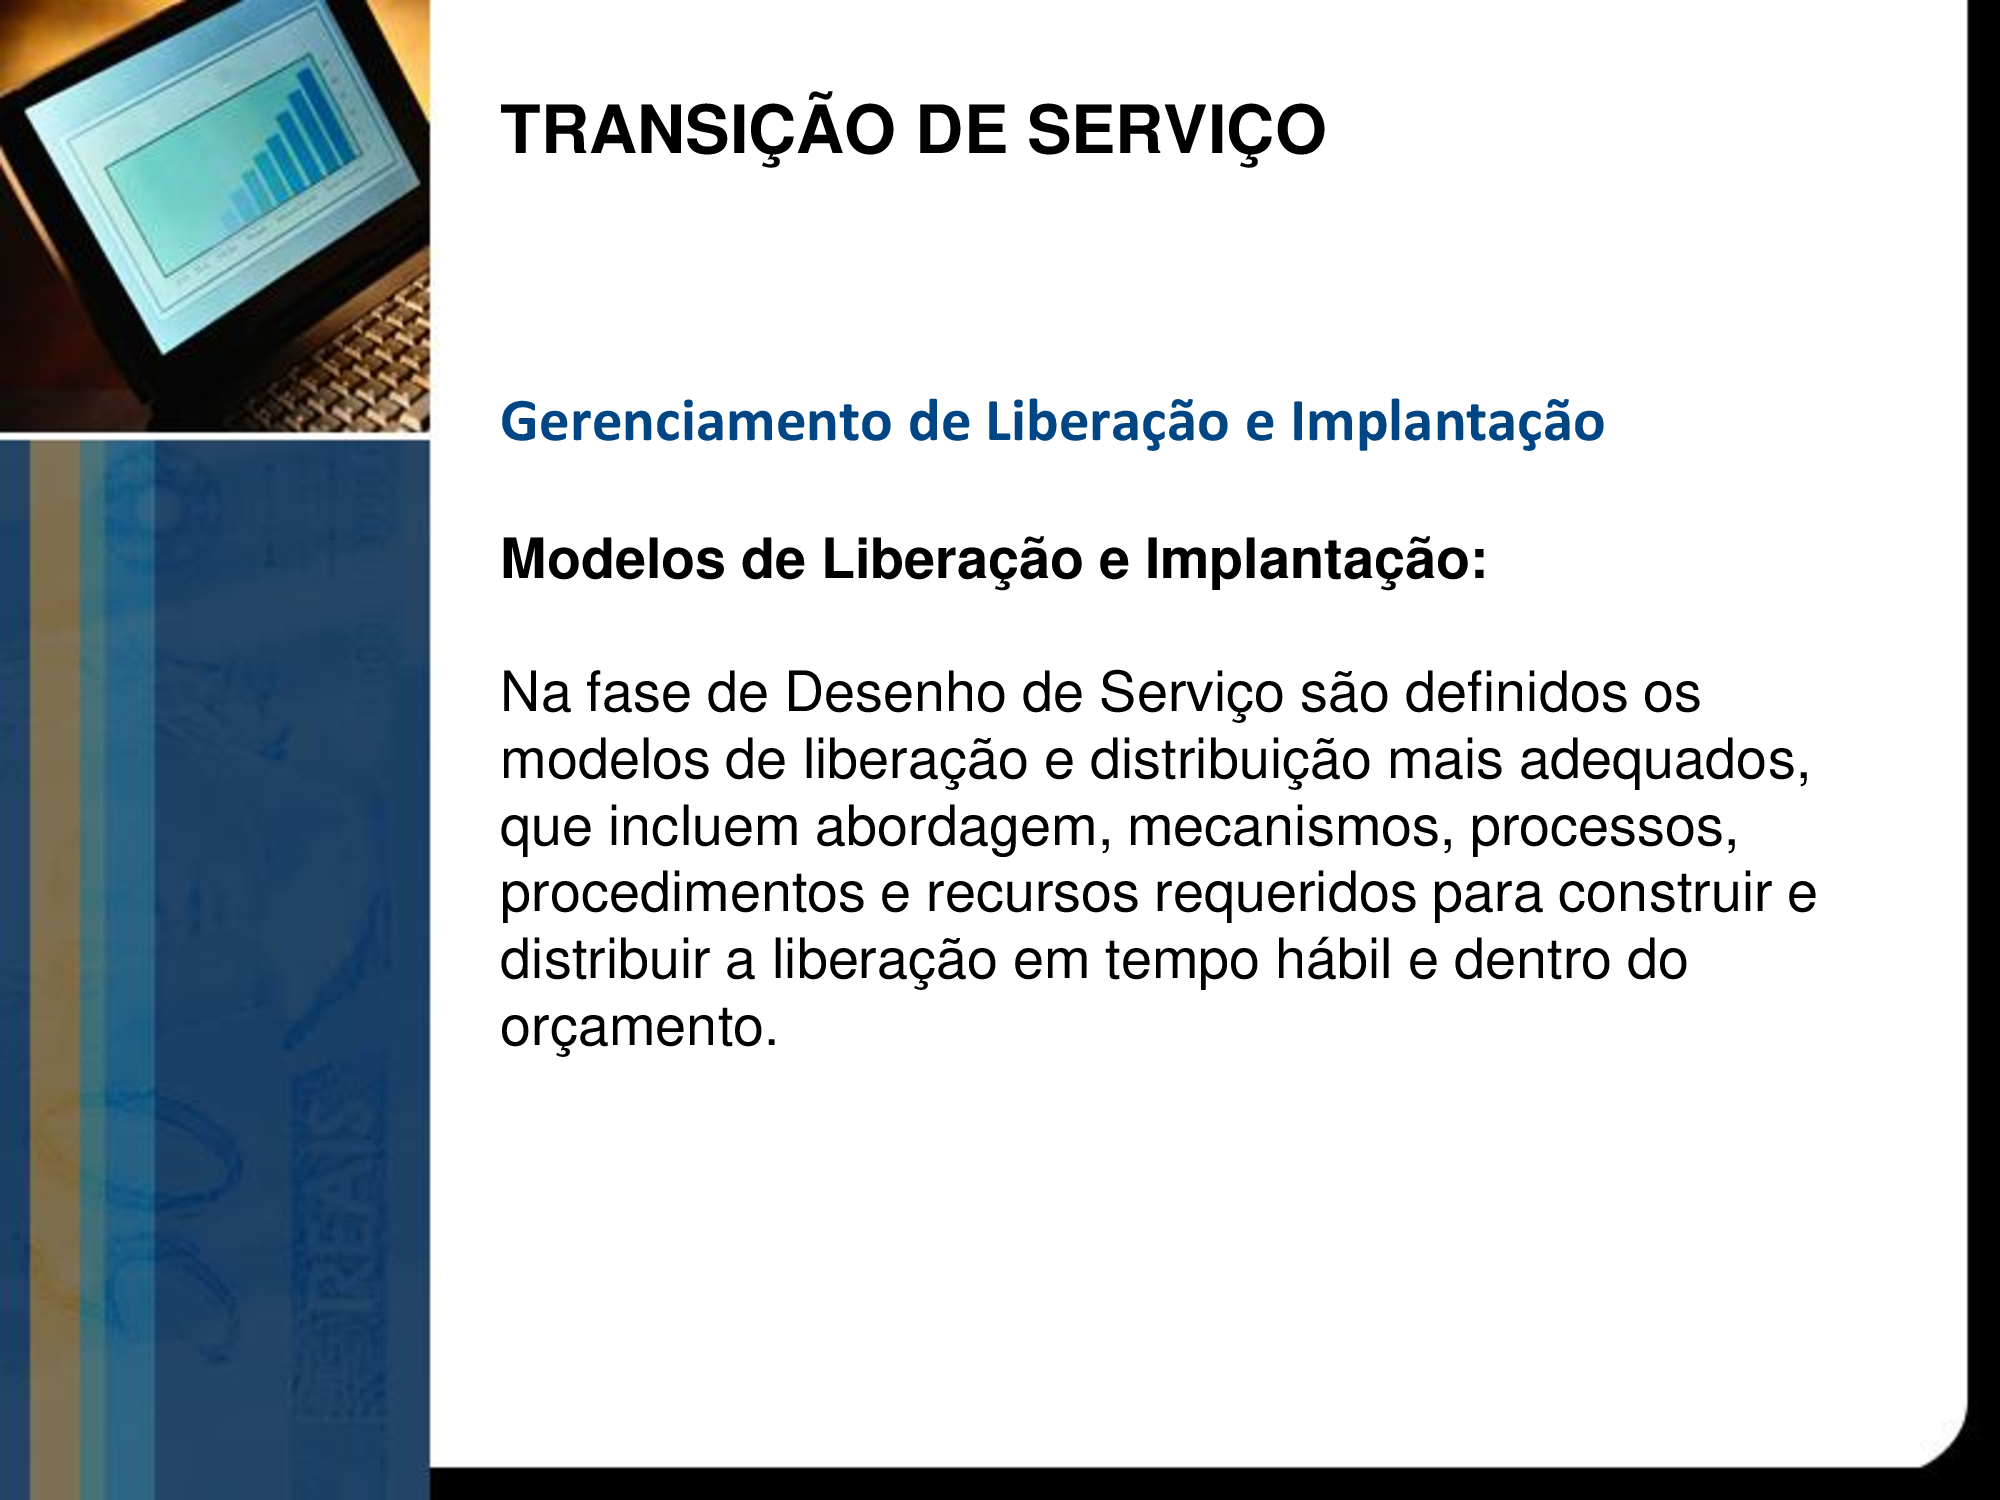 TRANSIÇÃO DE SERVIÇO
Gerenciamento de Liberação e Implantação
Modelos de Liberação e Implantação:
Na fase de Desenho de Serviço são definidos os
modelos de liberação e distribuição mais adequados,
que incluem abordagem, mecanismos, processos,
procedimentos e recursos requeridos para construir e
distribuir a liberação em tempo hábil e dentro do
orçamento.
REAIS